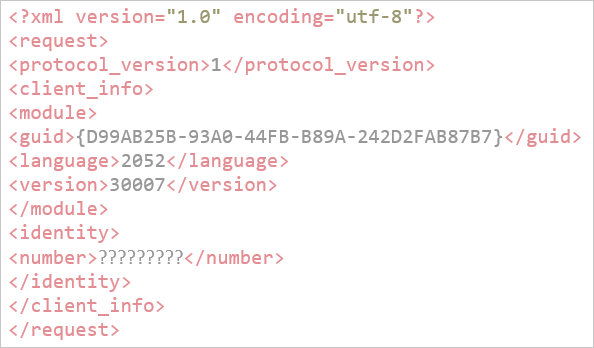 <?xml version="1.0" encoding="utf-8"?>
<request>
<protocol_version>1</protocol_version>
<client_info>
<module>
<guid>{D99AB25B-93A0-44FB-B89A-242D2FAB87B7}</guid>
<language>2052</language>
<version>30007</version>
</module>
<identity>
<number>?????????</number>
</identity>
</client_info>
</request>